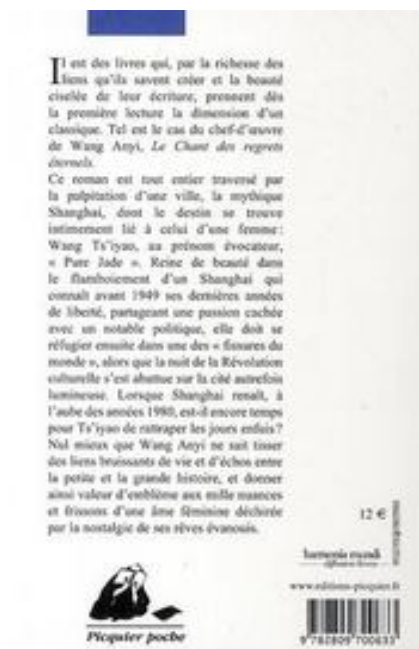 Il est des livres qui, par la richesse des
liens qu'ils savent créer et la beauté
ciselée de leur écriture, prennent dès
la première lecture la dimension d'un
classique. Tel est le cas du chef-d'œuvre
de Wang Anyi, Le Chant des regrets
éternels.
Ce roman est tout entier traversé par
la palpitation d'une ville, la mythique
Shanghai, dont le destin se trouve
intimement lié à celui d'une femme :
Wang Ts'iyao, au prénom évocateur,
« Pure Jade ». Reine de beauté dans
le flamboiement d'un Shanghai qui
connaît avant 1949 ses dernières années
de liberté, partageant une passion cachée
avec un notable politique, elle doit se
réfugier ensuite dans une des « fissures du
monde », alors que la nuit de la Révolution
culturelle s'est abattue sur la cité autrefois
lumineuse. Lorsque Shanghai renaît, à
l'aube des années 1980, est-il encore temps
pour Ts'iyao de rattraper les jours enfuis ?
Nul mieux que Wang Anyi ne sait tisser
des liens bruissants de vie et d'échos entre
la petite et la grande histoire, et donner
ainsi valeur d'emblème aux mille nuances
et frissons d'une âme féminine déchirée
par la nostalgie de ses rêves évanouis.
12 €
harmonia mundi
diffusion livres
www.editions-picquier.fr
Picquier poche
9 782809 700633